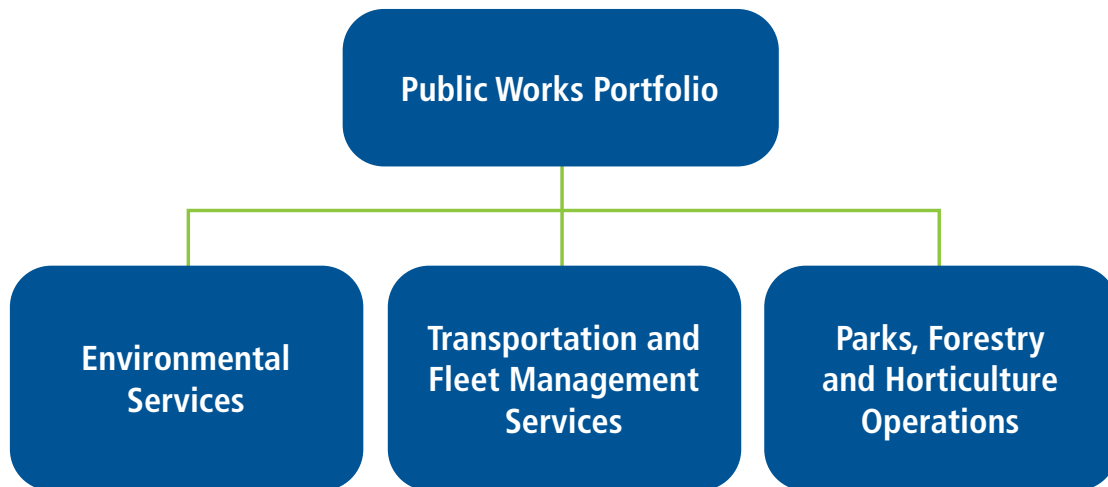 Public Works Portfolio
Environmental
Services
Transportation and
Fleet Management
Services
Parks, Forestry
and Horticulture
Operations